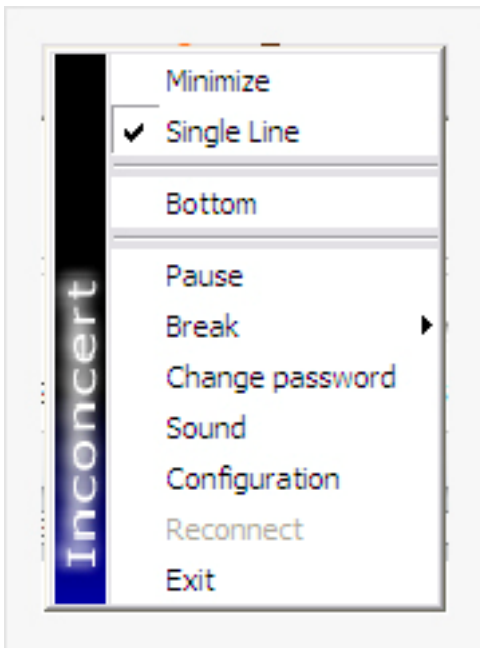 Minimize
Single Line
Bottom
Pause
Break
Change password
Sound
Configuration
Reconnect
Exit
Inconcert